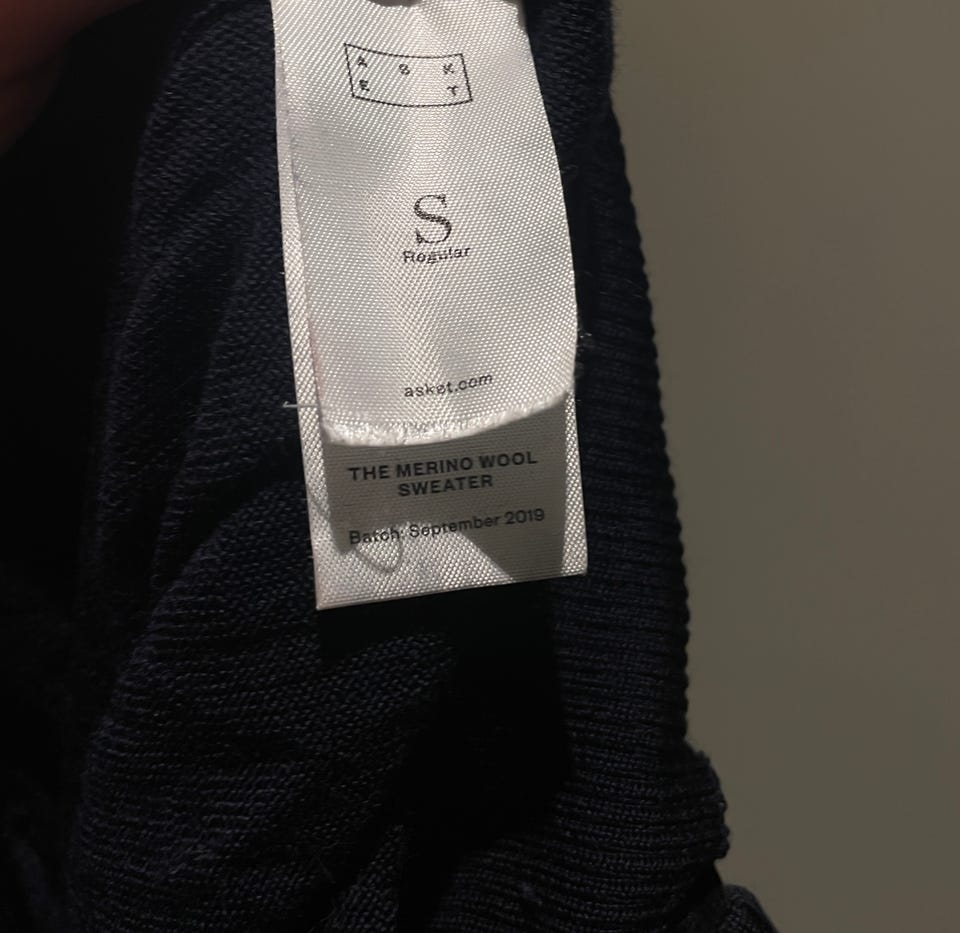 A S K
E T
S
Regular
asket.com
THE MERINO WOOL
SWEATER
Batch: September 2019